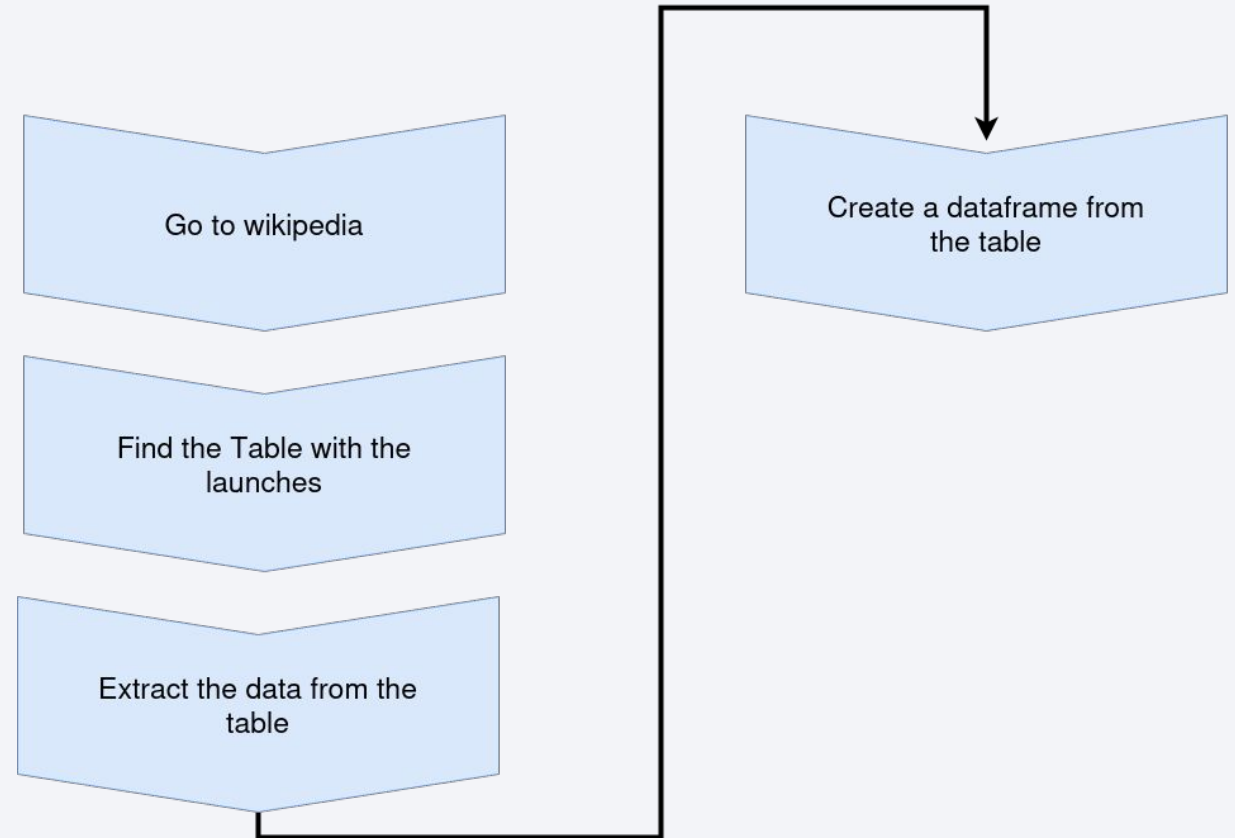 Go to wikipedia
Find the Table with the
launches
Extract the data from the
table
Create a dataframe from
the table